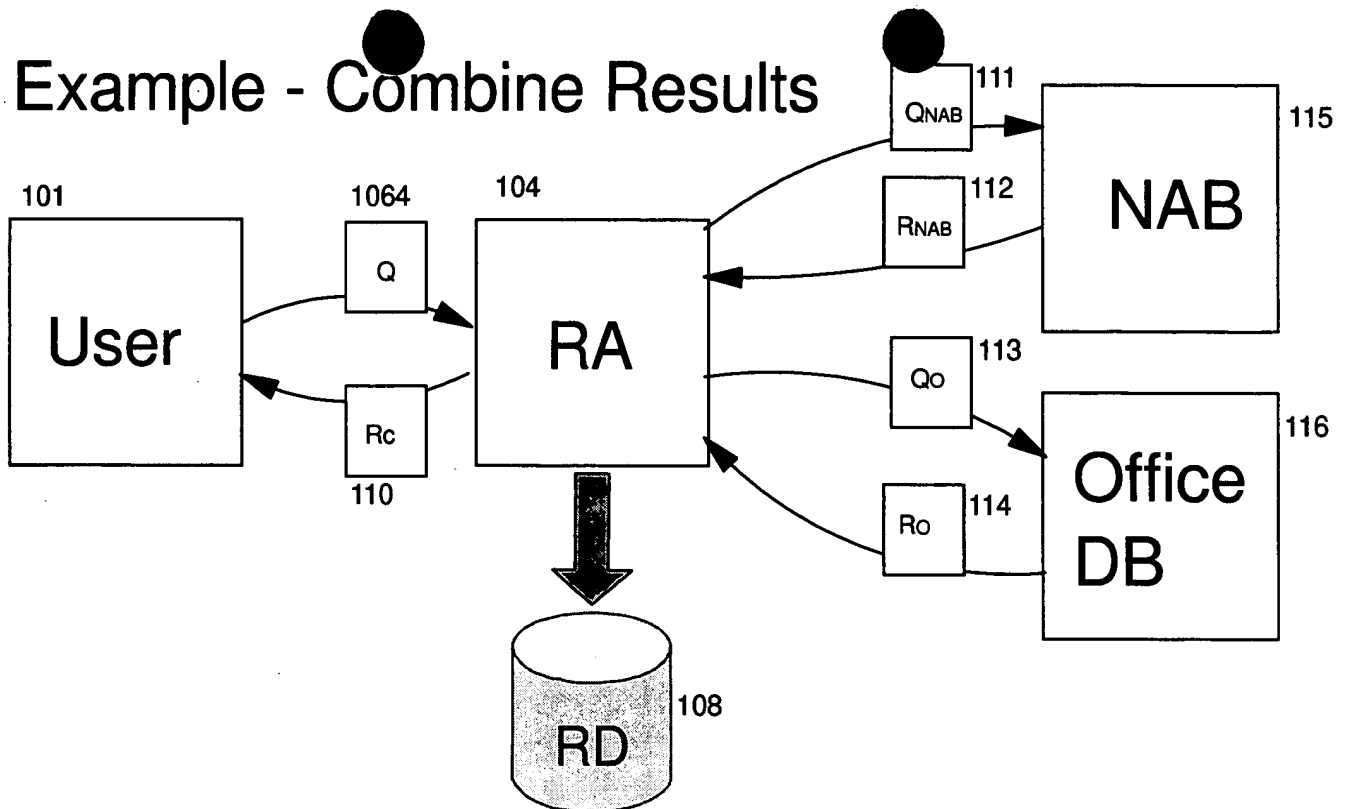 Example - Combine Results
111
QNAB
115
NAB
101
1064
104
112
RNAB
Q
User
RA
113
Qo
Rc
110
116
Office
DB
114
Ro
108
RD